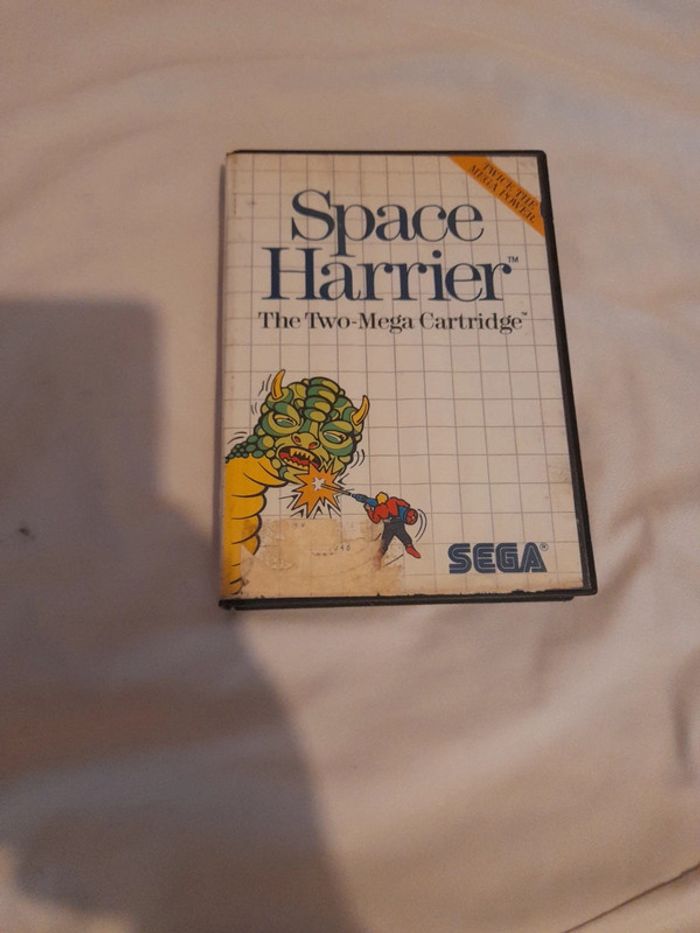 TWICE THE
MEGA POWER
Space
Harrier™
The Two-Mega Cartridge™
SEGA®